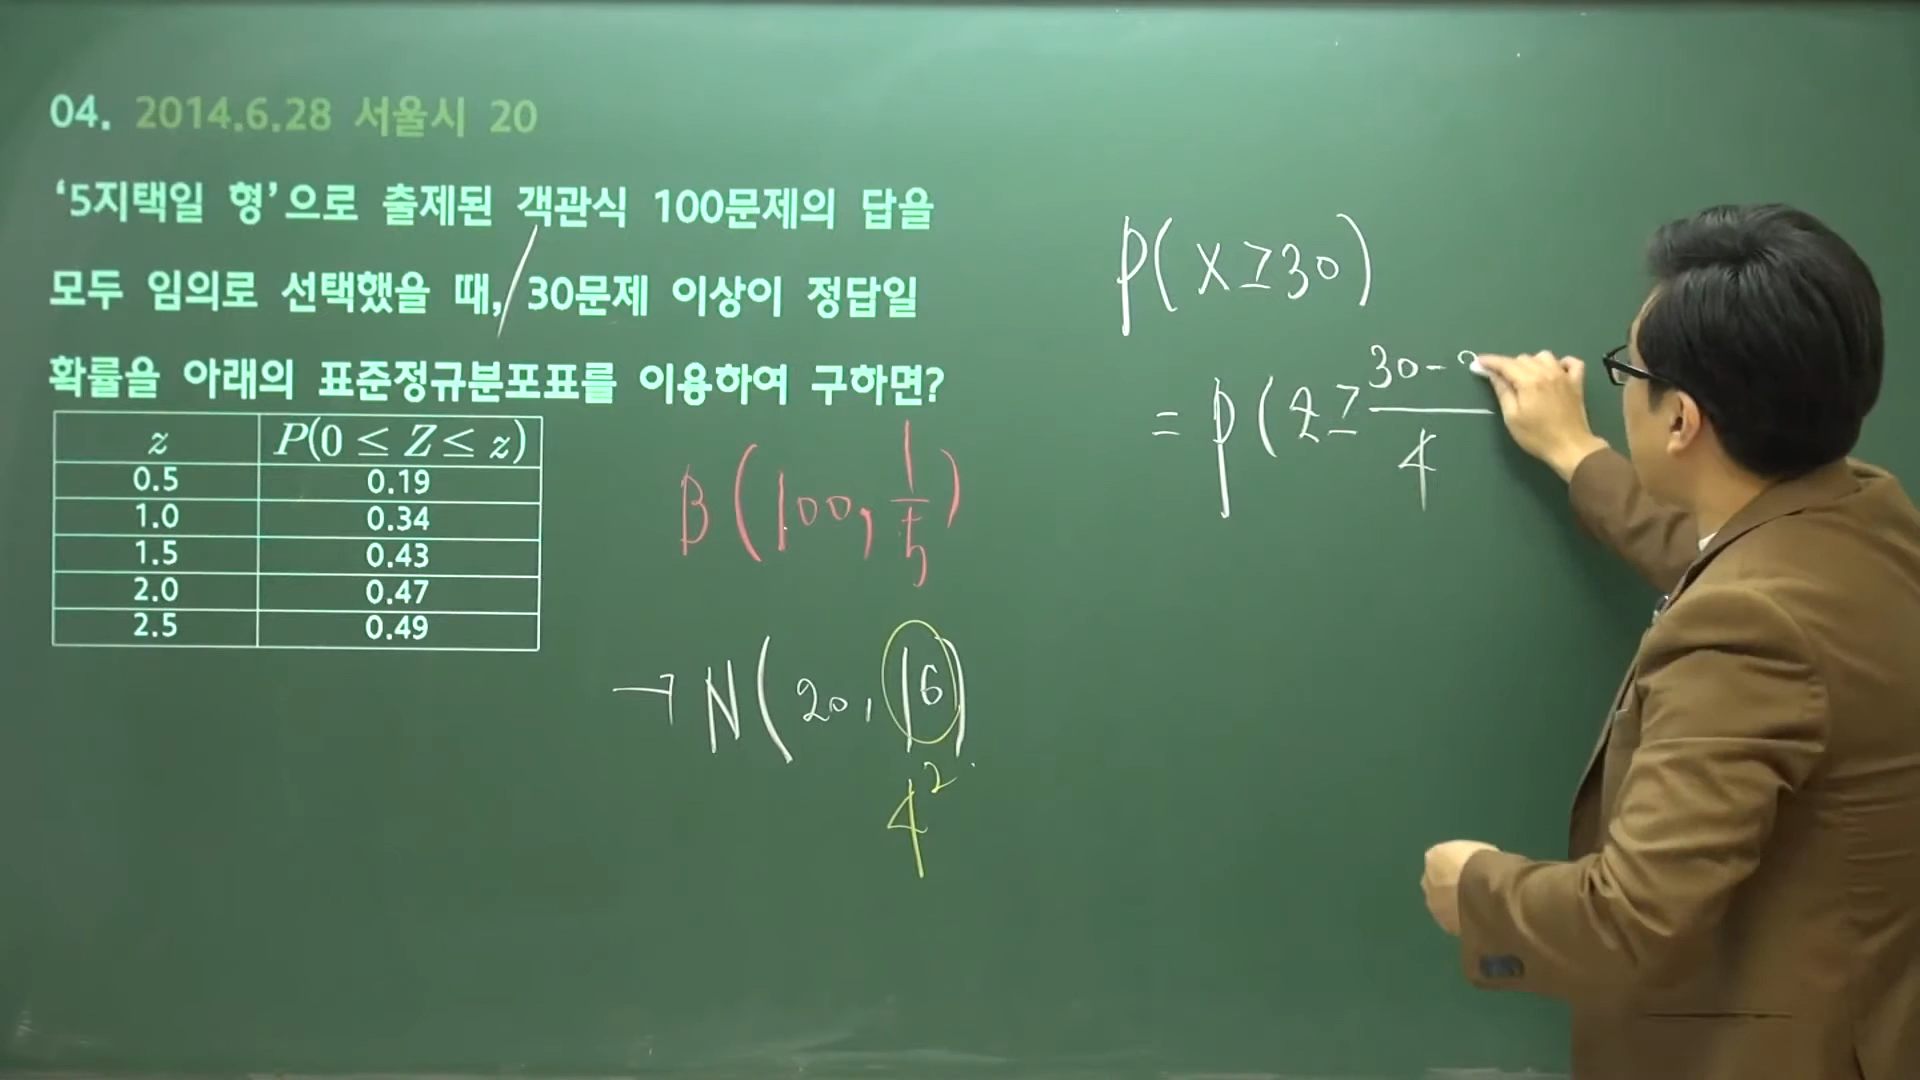 04. 2014.6.28 서울시 20
‘5지택일 형’으로 출제된 객관식 100문제의 답을
모두 임의로 선택했을 때, 30문제 이상이 정답일
확률을 아래의 표준정규분포표를 이용하여 구하면?
z P(0 ≤ Z ≤ z)
0.5 0.19
1.0 0.34
1.5 0.43
2.0 0.47
2.5 0.49
B(100, 1/5)
→ N(20, 16)
4²
P(X ≥ 30)
= P(Z ≥ (30-)/4